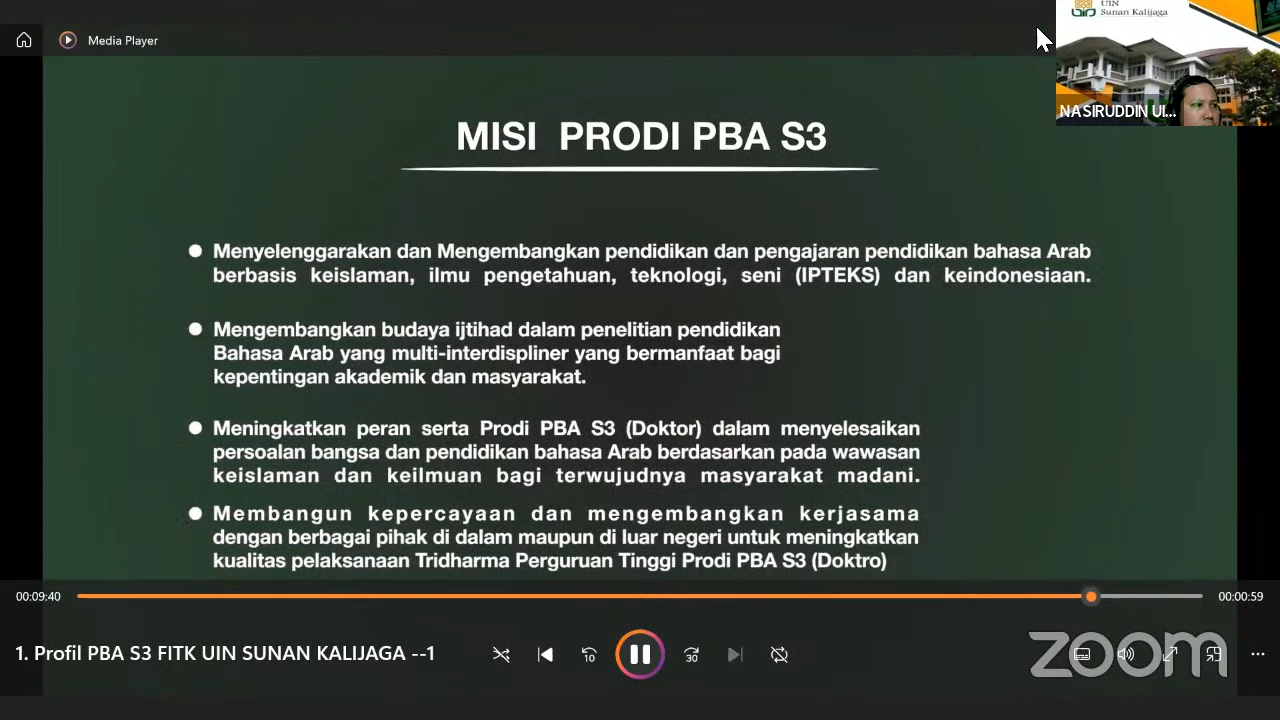 Media Player
UIN
Sunan Kalijaga
NASIRUDDIN UI...
MISI PRODI PBA S3
Menyelenggarakan dan Mengembangkan pendidikan dan pengajaran pendidikan bahasa Arab
berbasis keislaman, ilmu pengetahuan, teknologi, seni (IPTEKS) dan keindonesiaan.
Mengembangkan budaya ijtihad dalam penelitian pendidikan
Bahasa Arab yang multi-interdispliner yang bermanfaat bagi
kepentingan akademik dan masyarakat.
Meningkatkan peran serta Prodi PBA S3 (Doktor) dalam menyelesaikan
persoalan bangsa dan pendidikan bahasa Arab berdasarkan pada wawasan
keislaman dan keilmuan bagi terwujudnya masyarakat madani.
Membangun kepercayaan dan mengembangkan kerjasama
dengan berbagai pihak di dalam maupun di luar negeri untuk meningkatkan
kualitas pelaksanaan Tridharma Perguruan Tinggi Prodi PBA S3 (Doktro)
00:09:40
00:00:59
1. Profil PBA S3 FITK UIN SUNAN KALIJAGA --1
10
30
zoom